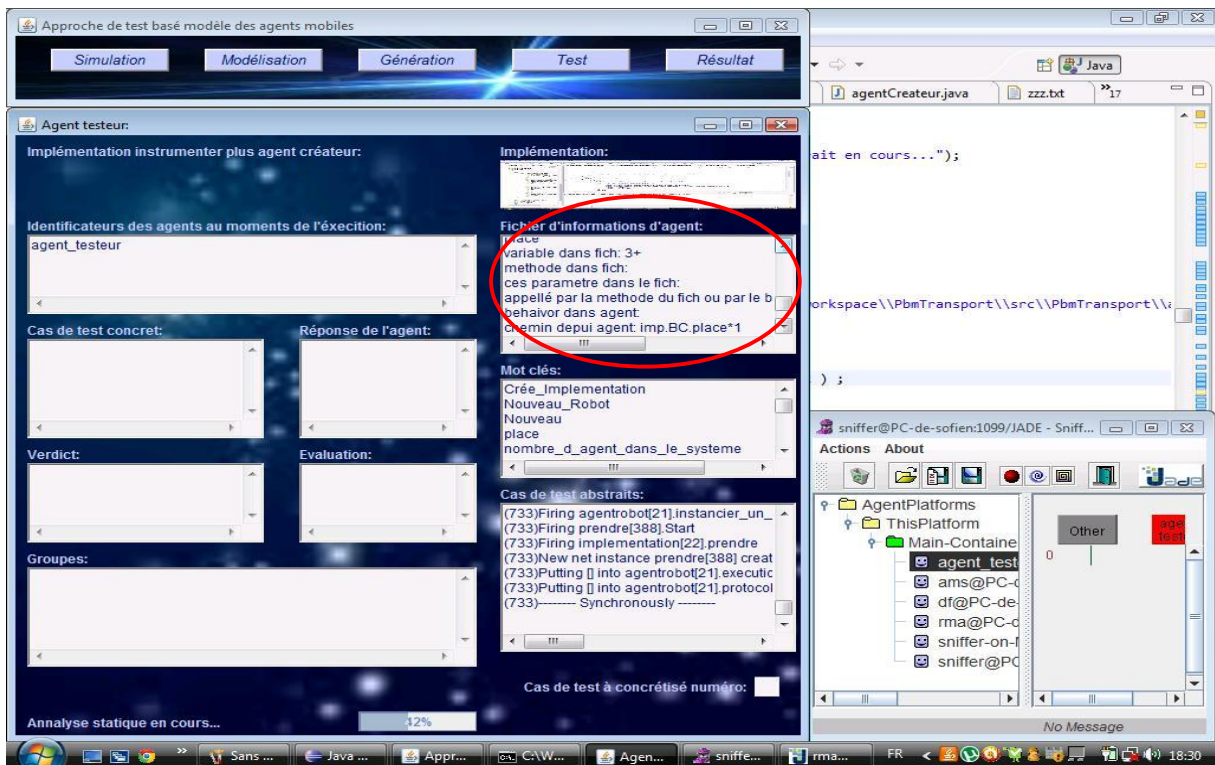 Approche de test basé modèle des agents mobiles
Simulation
Modélisation
Génération
Test
Résultat
Java
agentCreateur.java
zzz.txt
17
ait en cours...");
orkspace\\PbmTransport\\src\\PbmTransport\\
) ;
Agent testeur:
Implémentation instrumenter plus agent créateur:
Implémentation:
Identificateurs des agents au moments de l'éxecition:
agent_testeur
Fichier d'informations d'agent:
place
variable dans fich: 3+
methode dans fich:
ces parametre dans le fich:
appellé par la methode du fich ou par le b
behaivor dans agent:
chemin depui agent: imp.BC.place*1
Cas de test concret:
Réponse de l'agent:
Mot clés:
Crée_Implementation
Nouveau_Robot
Nouveau
place
nombre_d_agent_dans_le_systeme
Verdict:
Evaluation:
Cas de test abstraits:
(733)Firing agentrobot[21].instancier_un_
(733)Firing prendre[388].Start
(733)Firing implementation[22].prendre
(733)New net instance prendre[388] creat
(733)Putting [] into agentrobot[21].executic
(733)Putting [] into agentrobot[21].protocol
(733)-------- Synchronously --------
Groupes:
Cas de test à concrétisé numéro:
Annalyse statique en cours...
42%
sniffer@PC-de-sofien:1099/JADE - Sniff...
Actions About
AgentPlatforms
ThisPlatform
Main-Containe
agent_test
ams@PC-d
df@PC-de-
rma@PC-d
sniffer-on-M
sniffer@PC
Other
age
teste
0
No Message
Sans ...
Java ...
Appr...
C:\W...
Agen...
sniffe...
rma...
FR
18:30